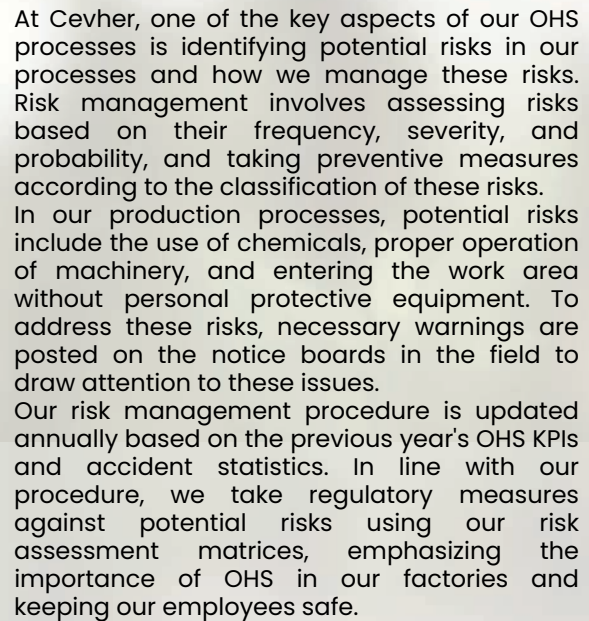 At Cevher, one of the key aspects of our OHS
processes is identifying potential risks in our
processes and how we manage these risks.
Risk management involves assessing risks
based on their frequency, severity, and
probability, and taking preventive measures
according to the classification of these risks.
In our production processes, potential risks
include the use of chemicals, proper operation
of machinery, and entering the work area
without personal protective equipment. To
address these risks, necessary warnings are
posted on the notice boards in the field to
draw attention to these issues.
Our risk management procedure is updated
annually based on the previous year's OHS KPIs
and accident statistics. In line with our
procedure, we take regulatory measures
against potential risks using our risk
assessment matrices, emphasizing the
importance of OHS in our factories and
keeping our employees safe.